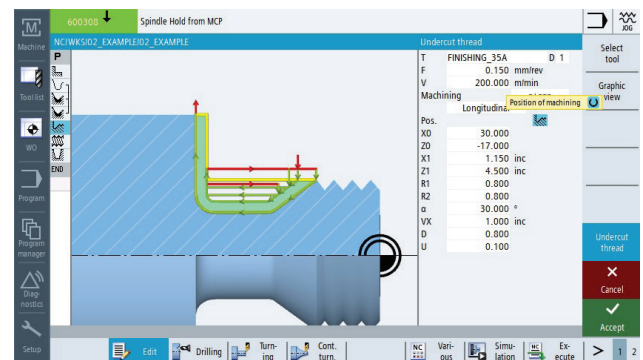 600308 Spindle Hold from MCP
JOG
Machine
NC/WKS/02_EXAMPLE/02_EXAMPLE
Undercut thread
Select
tool
P
END
T FINISHING_35A D 1
F 0.150 mm/rev
V 200.000 m/min
Machining
Position of machining
Longitudinal
Pos.
X0 30.000
Z0 -17.000
X1 1.150 inc
Z1 4.500 inc
R1 0.800
R2 0.800
α 30.000 °
VX 1.000 inc
D 0.800
U 0.100
Graphic
view
Tool list
WO
Program
Program
manager
Diag-
nostics
Setup
Undercut
thread
Cancel
Accept
Edit
Drilling
Turn-
ing
Cont.
turn.
NC
Vari-
ous
Simu-
lation
NC
Ex-
ecute
> 1 2